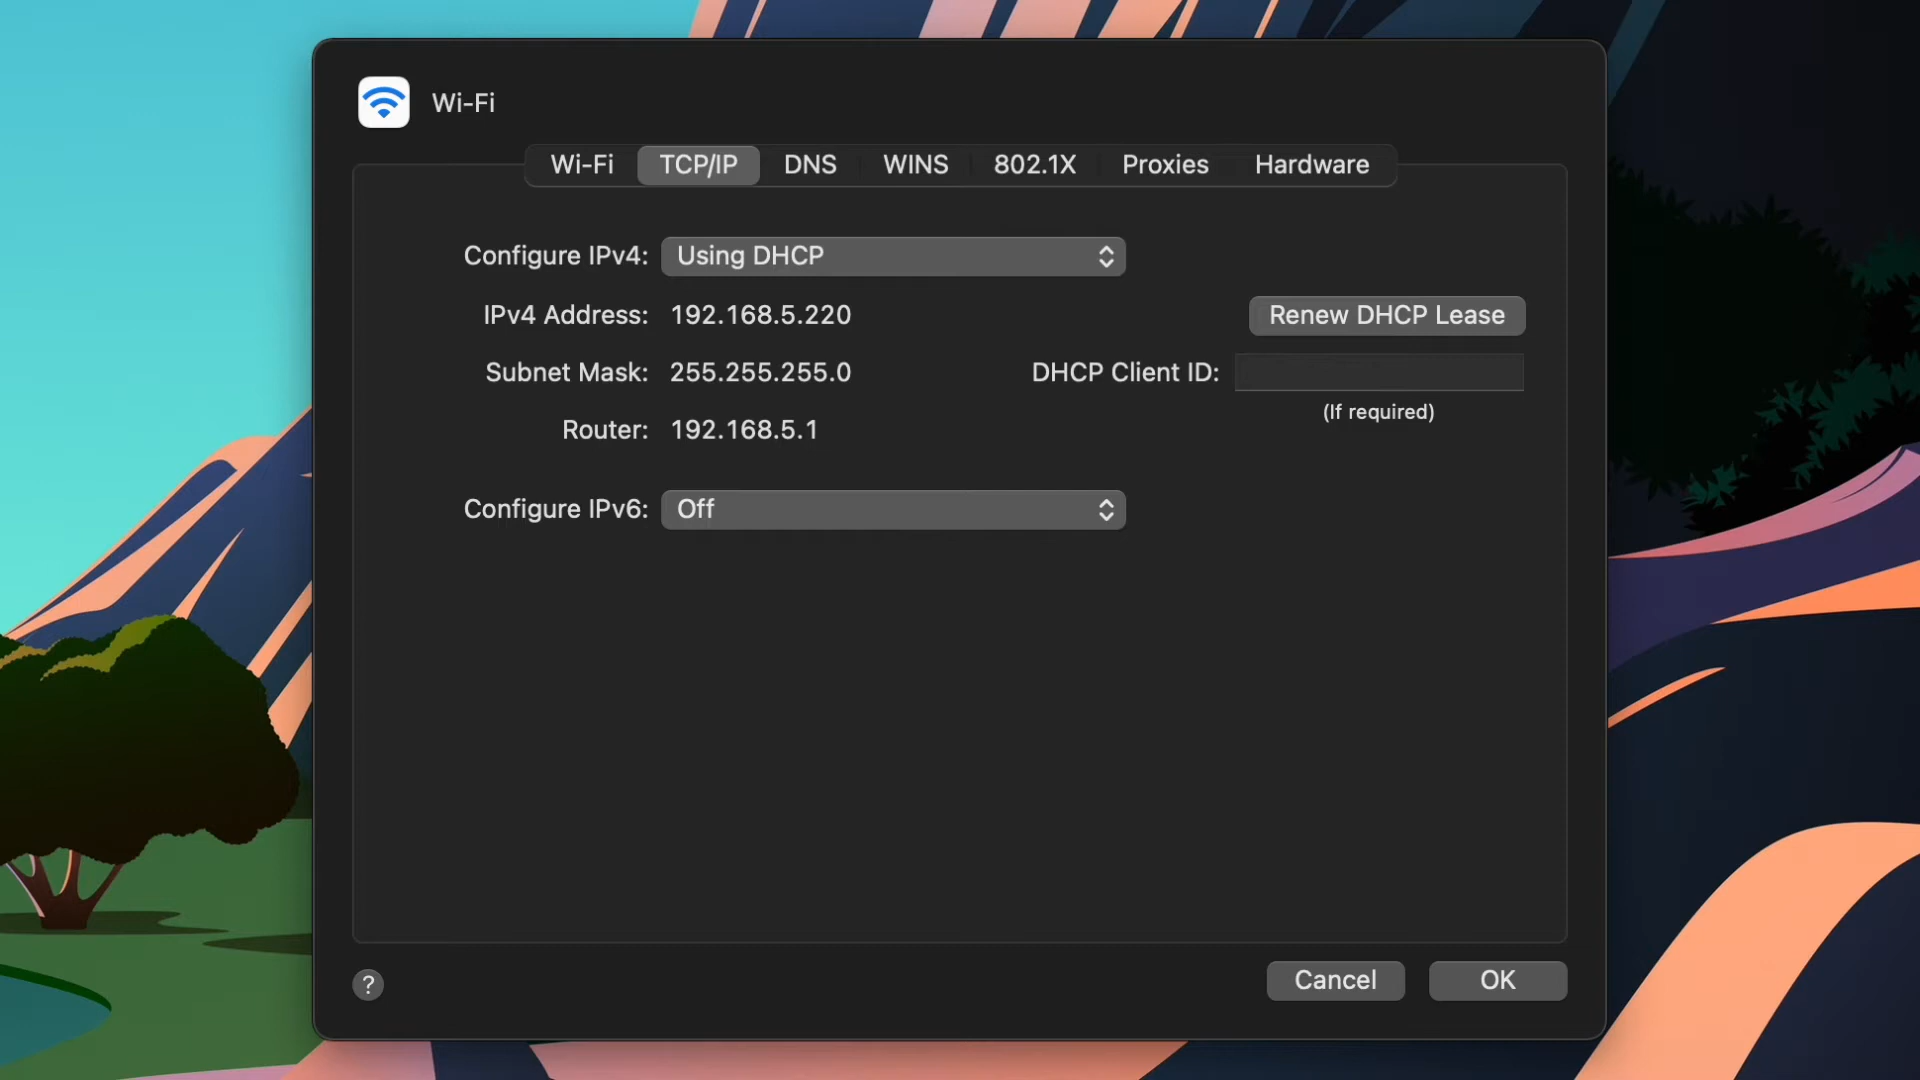 Wi-Fi
Wi-Fi TCP/IP DNS WINS 802.1X Proxies Hardware
Configure IPv4: Using DHCP
IPv4 Address: 192.168.5.220 Renew DHCP Lease
Subnet Mask: 255.255.255.0 DHCP Client ID:
(If required)
Router: 192.168.5.1
Configure IPv6: Off
? Cancel OK